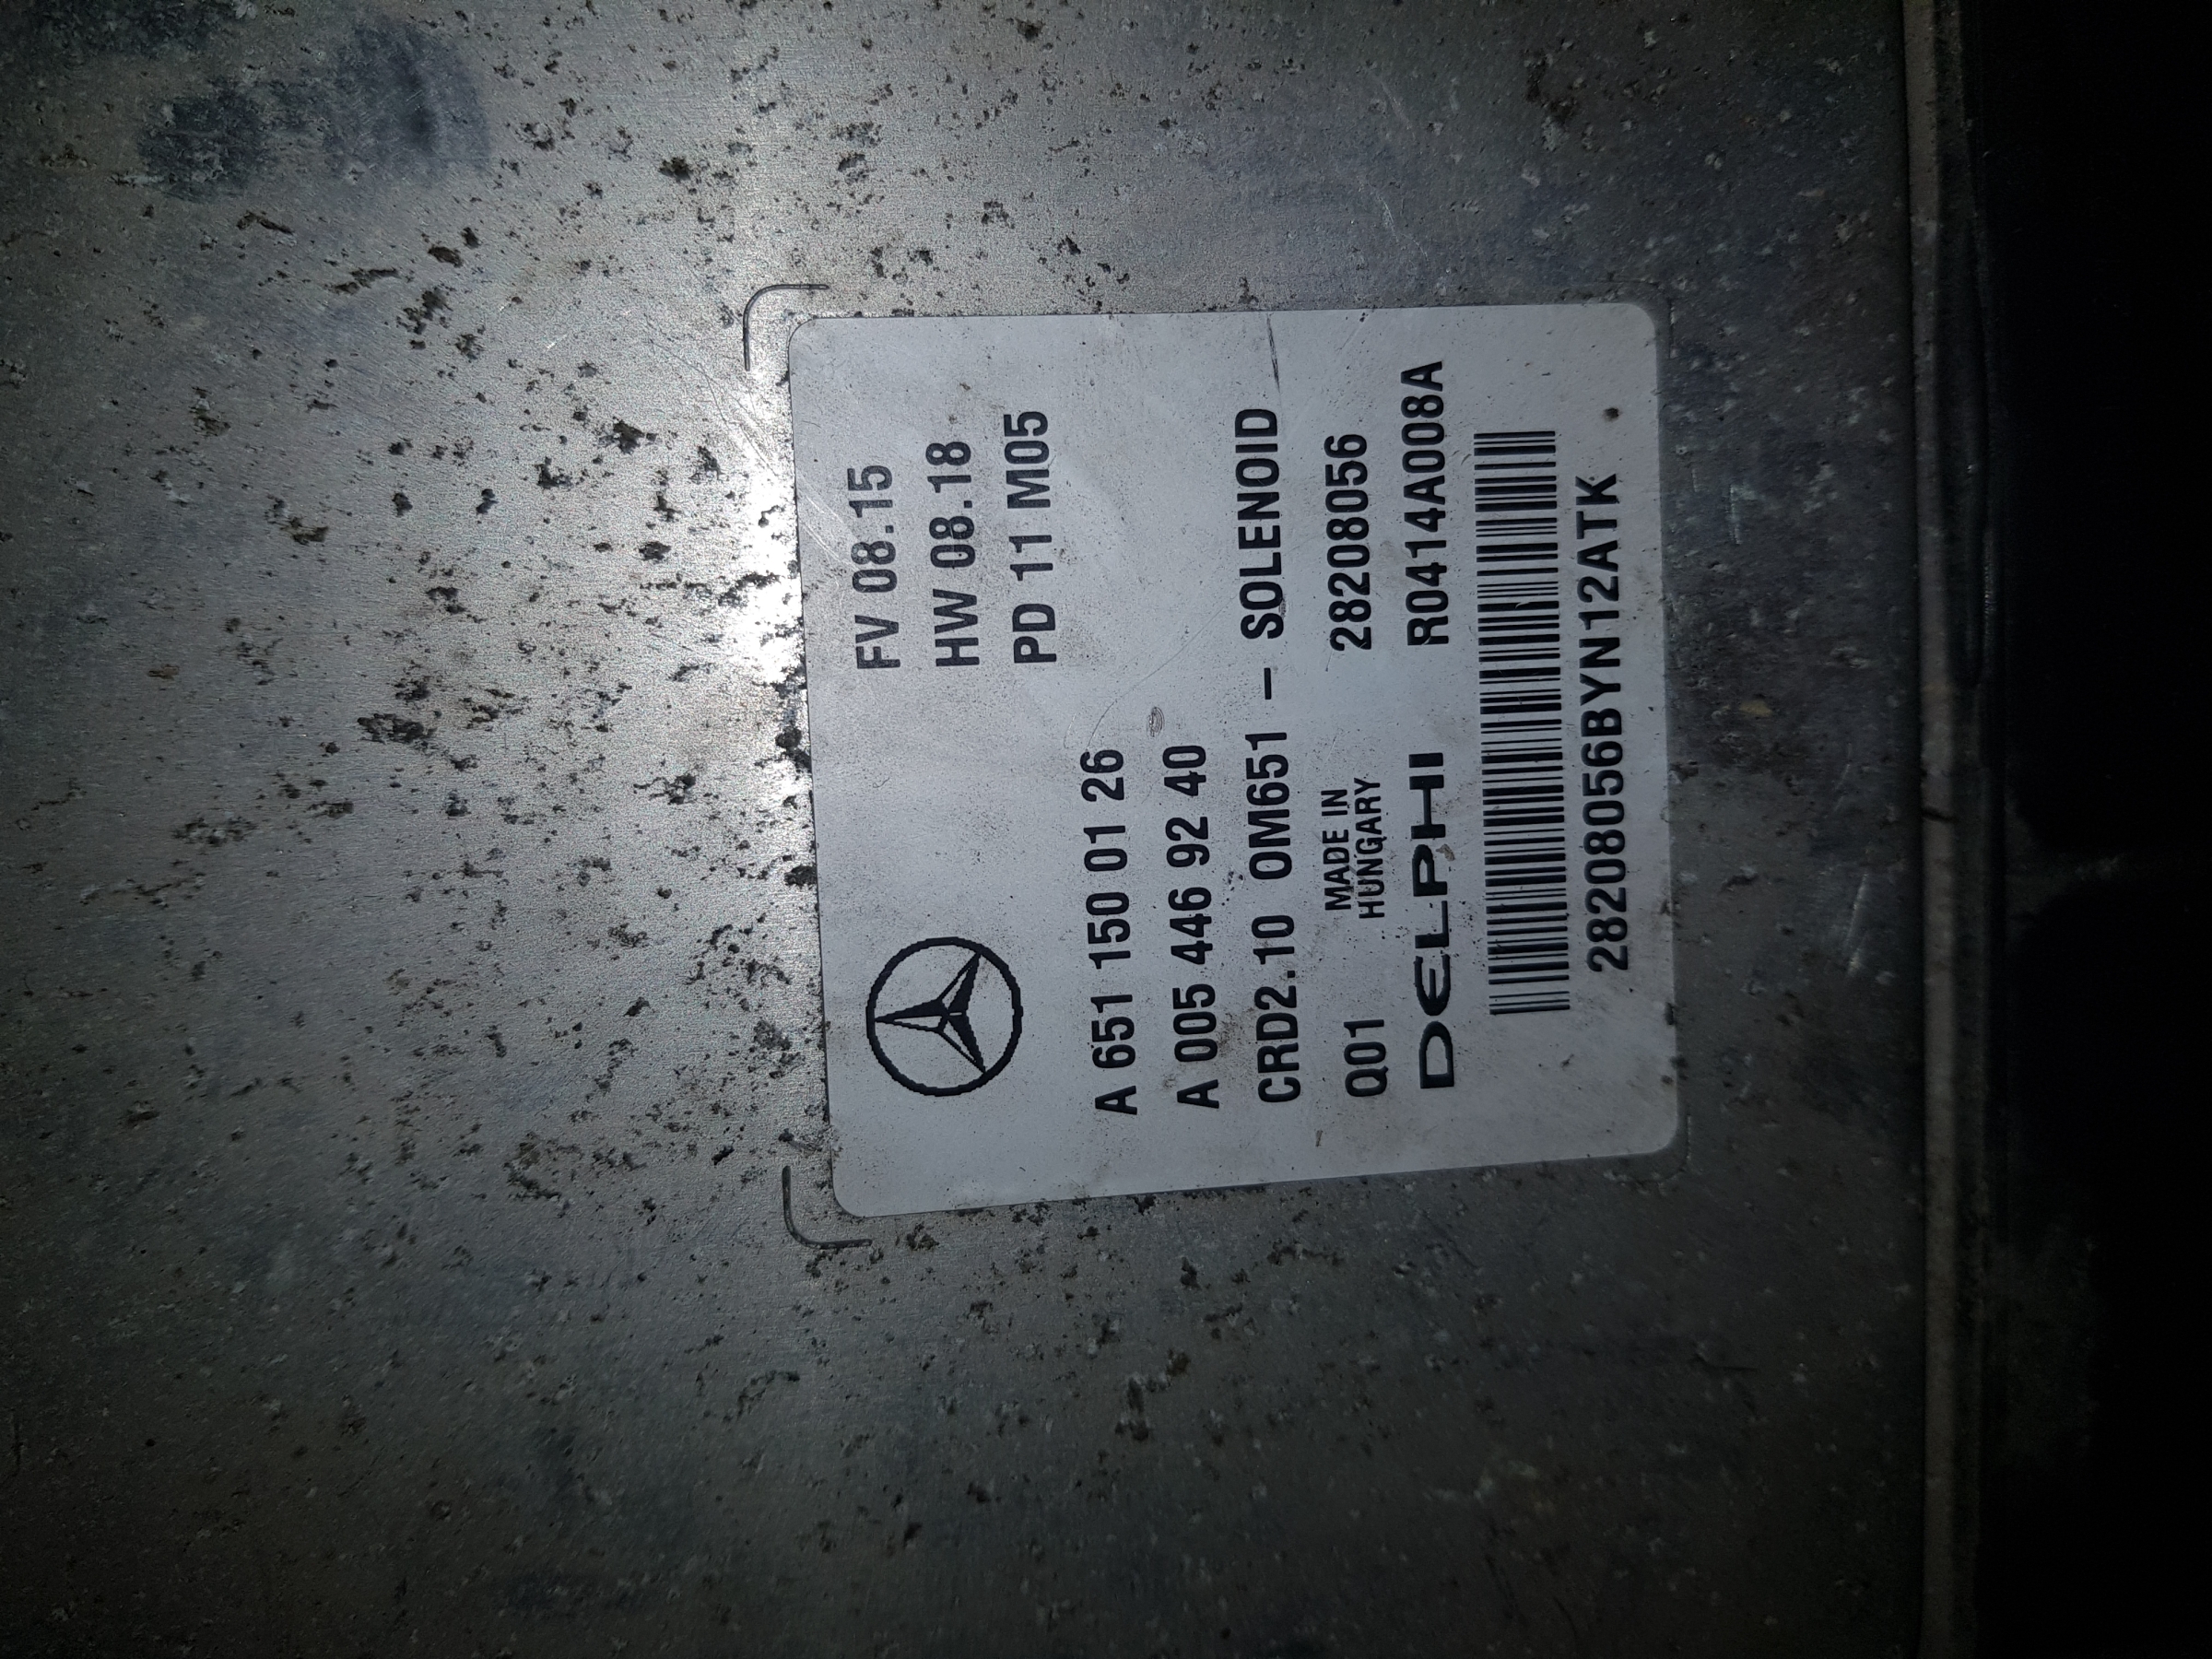 FV 08.15
HW 08.18
PD 11 M05
A 651 150 01 26
A 005 446 92 40
CRD2.10 OM651 - SOLENOID
Q01 MADE IN HUNGARY 28208056
DELPHI R0414A008A
28208056BYN12ATK